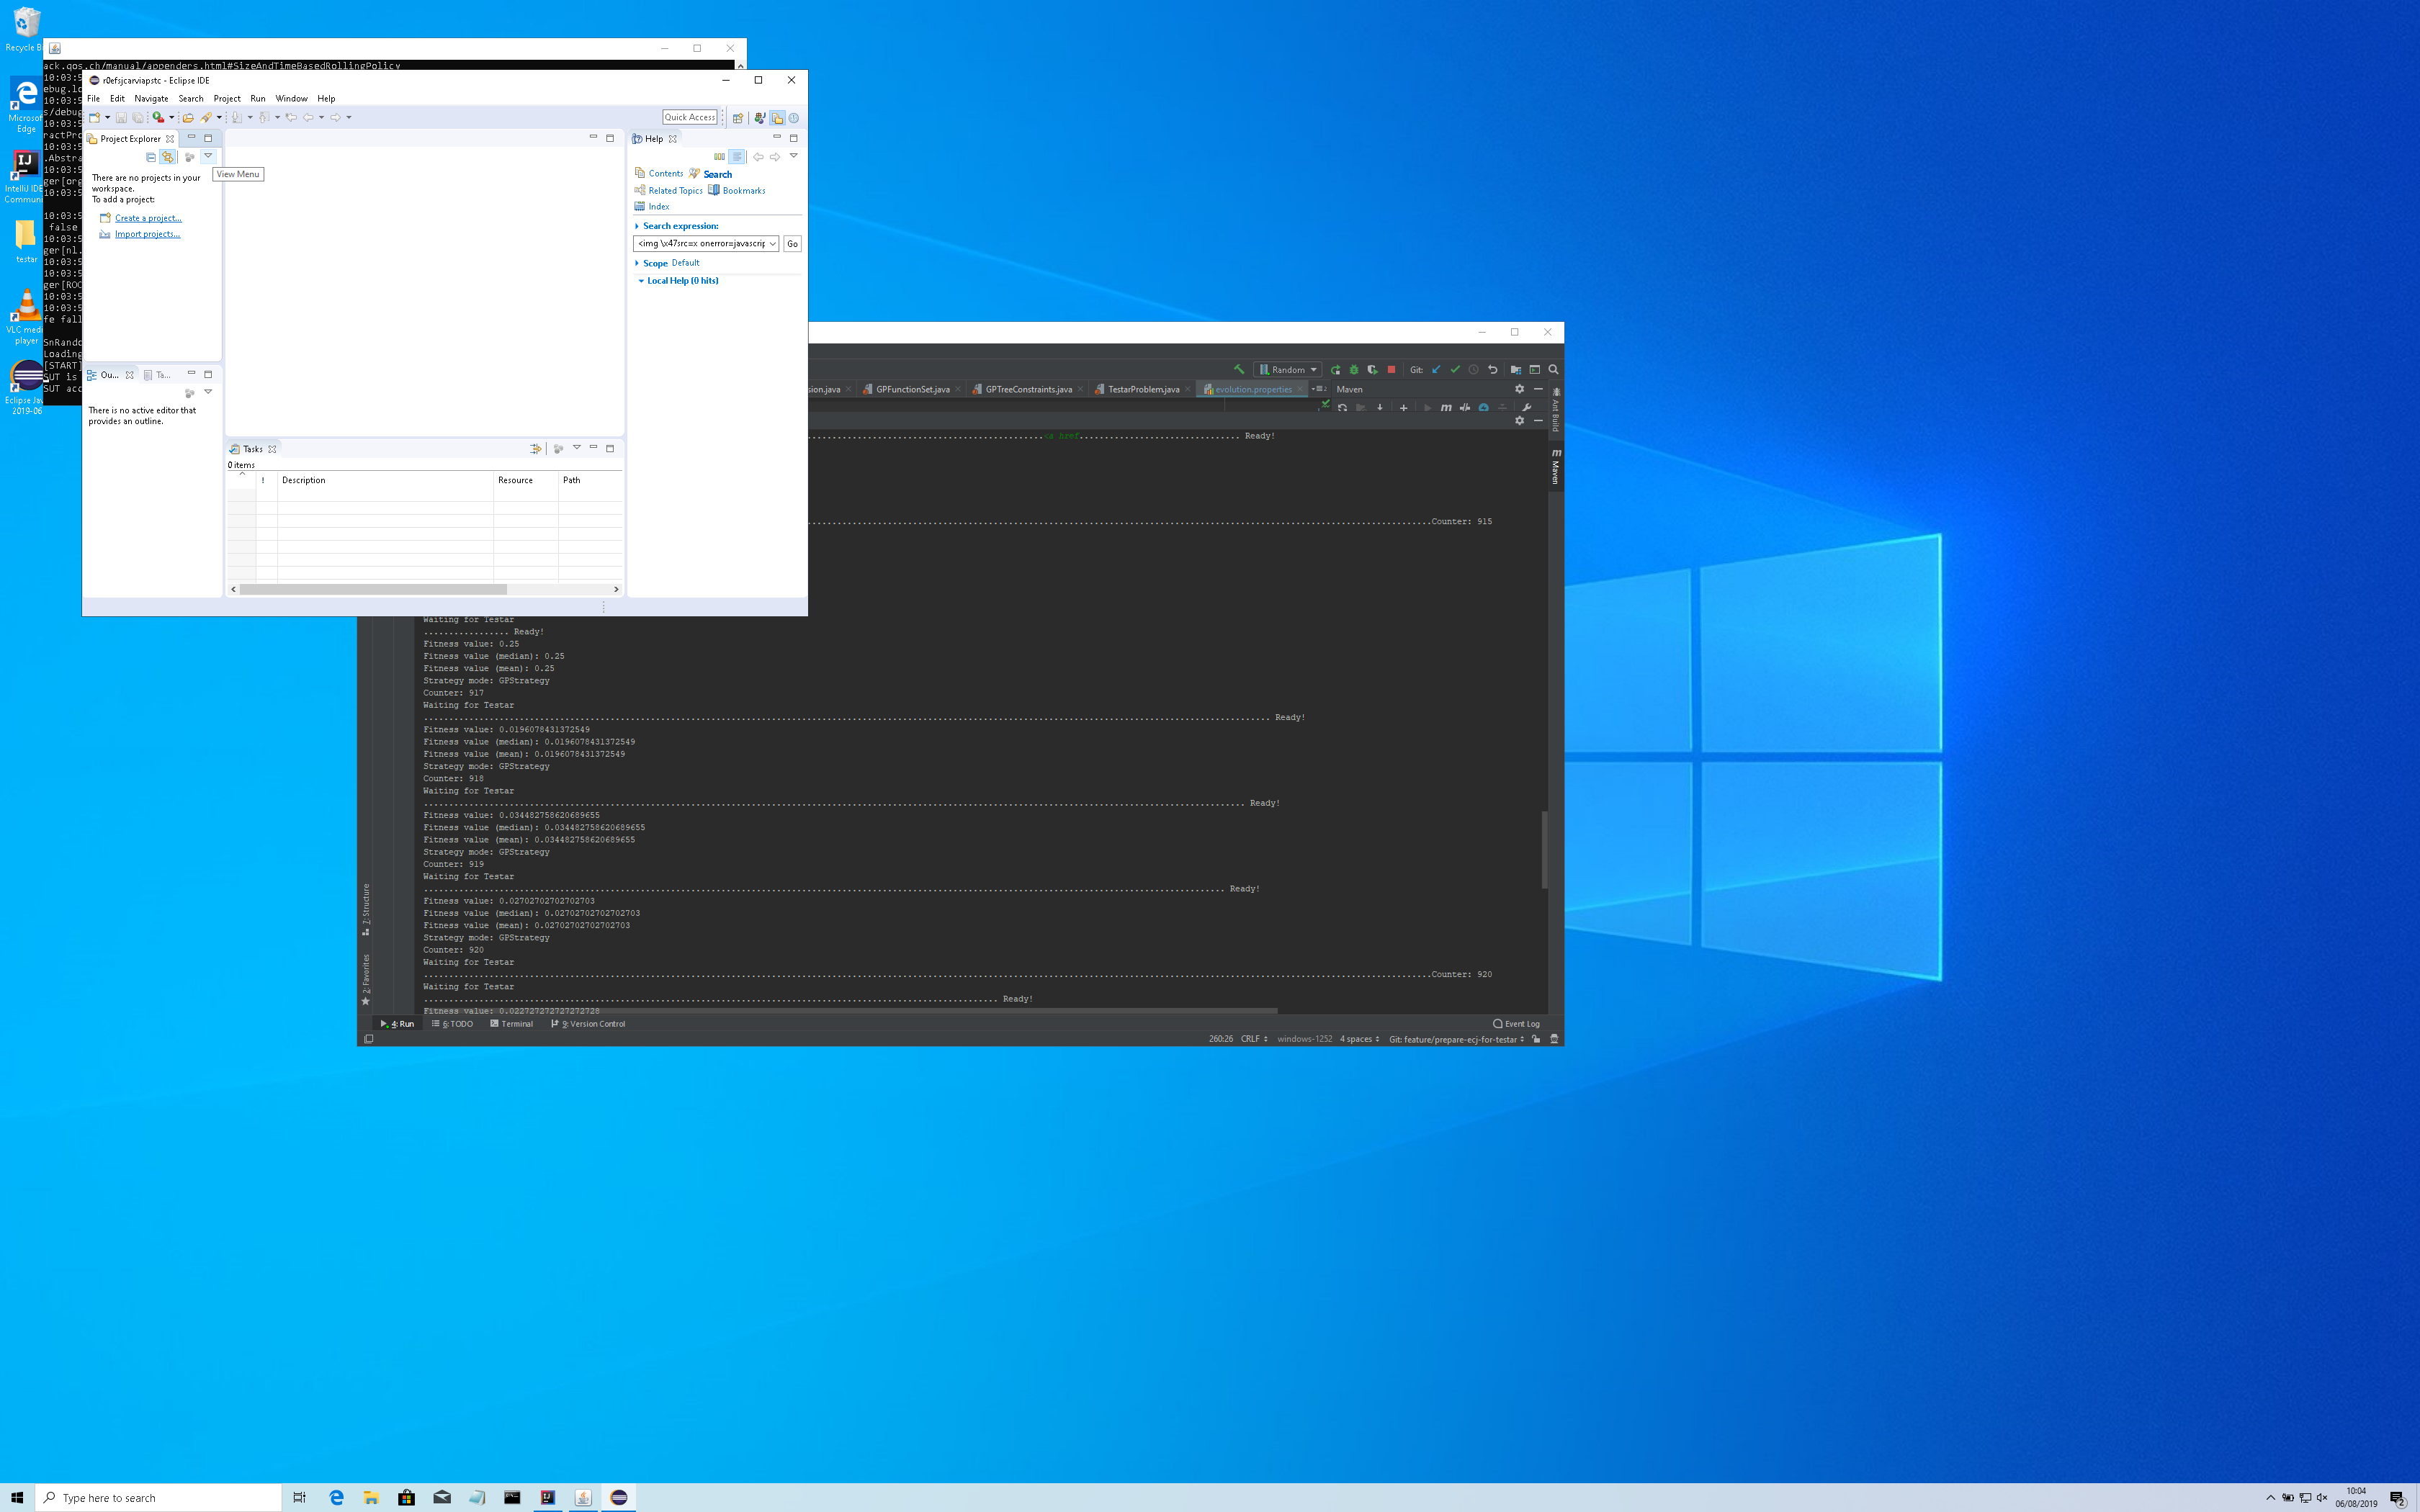 Recycle B
Microsof
Edge
IntelliJ IDE
Commun
testar
VLC medi
player
Eclipse Jav
2019-06
ack.qos.ch/manual/appenders.html#SizeAndTimeBasedRollingPolicy
10:03:5
ebug.lo
10:03:5
s/debug
10:03:5
ractPro
10:03:5
.Abstra
10:03:5
ger[org
10:03:5
10:03:5
false
10:03:5
ger[nl.
10:03:5
10:03:5
ger[ROO
10:03:5
10:03:5
fe fall
SnRando
Loading
[START]
SUT is
SUT acc
r0efsjcarviapstc - Eclipse IDE
File Edit Navigate Search Project Run Window Help
Quick Access
Project Explorer
View Menu
There are no projects in your
workspace.
To add a project:
Create a project...
Import projects...
Ou... Ta...
There is no active editor that
provides an outline.
Tasks
0 items
! Description Resource Path
Help
Contents Search
Related Topics Bookmarks
Index
Search expression:
<img \x47src=x onerror=javascrip Go
Scope Default
Local Help (0 hits)
Random Git:
sion.java GPFunctionSet.java GPTreeConstraints.java TestarProblem.java evolution.properties Maven
Ant Build
Maven
<a href.............................. Ready!
Counter: 915
Waiting for Testar
................. Ready!
Fitness value: 0.25
Fitness value (median): 0.25
Fitness value (mean): 0.25
Strategy mode: GPStrategy
Counter: 917
Waiting for Testar
Ready!
Fitness value: 0.0196078431372549
Fitness value (median): 0.0196078431372549
Fitness value (mean): 0.0196078431372549
Strategy mode: GPStrategy
Counter: 918
Waiting for Testar
Ready!
Fitness value: 0.034482758620689655
Fitness value (median): 0.034482758620689655
Fitness value (mean): 0.034482758620689655
Strategy mode: GPStrategy
Counter: 919
Waiting for Testar
Ready!
Fitness value: 0.02702702702702703
Fitness value (median): 0.02702702702702703
Fitness value (mean): 0.02702702702702703
Strategy mode: GPStrategy
Counter: 920
Waiting for Testar
Counter: 920
Waiting for Testar
Ready!
Fitness value: 0.022727272727272728
7: Structure
2: Favorites
4: Run 6: TODO Terminal 9: Version Control Event Log
260:26 CRLF windows-1252 4 spaces Git: feature/prepare-ecj-for-testar
Type here to search
10:04
06/08/2019
2